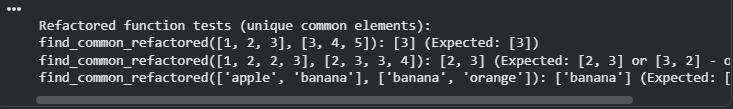 Refactored function tests (unique common elements):
find_common_refactored([1, 2, 3], [3, 4, 5]): [3] (Expected: [3])
find_common_refactored([1, 2, 2, 3], [2, 3, 3, 4]): [2, 3] (Expected: [2, 3] or [3, 2] - o
find_common_refactored(['apple', 'banana'], ['banana', 'orange']): ['banana'] (Expected: [